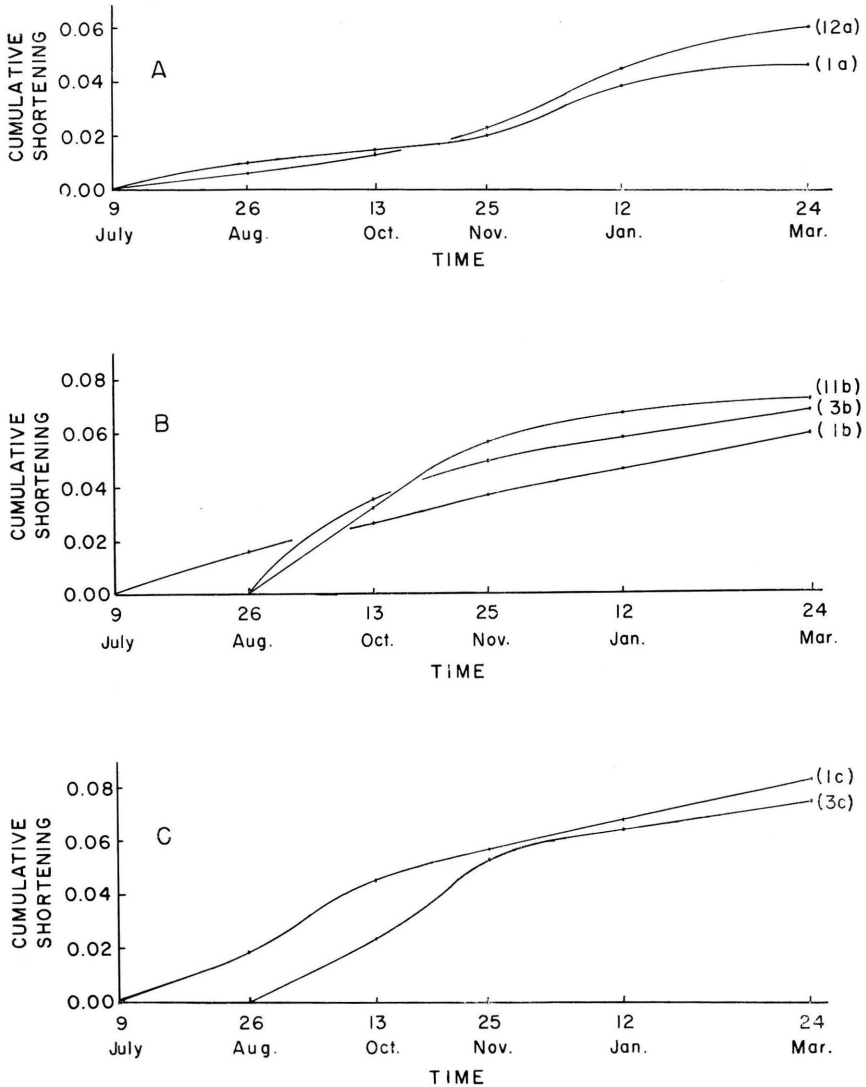 A
CUMULATIVE
SHORTENING
0.06
0.04
0.02
0.00
(12a)
(1a)
9 26 13 25 12 24
July Aug. Oct. Nov. Jan. Mar.
TIME
B
CUMULATIVE
SHORTENING
0.08
0.06
0.04
0.02
0.00
(11b)
(3b)
(1b)
9 26 13 25 12 24
July Aug. Oct. Nov. Jan. Mar.
TIME
C
CUMULATIVE
SHORTENING
0.08
0.06
0.04
0.02
0.00
(1c)
(3c)
9 26 13 25 12 24
July Aug. Oct. Nov. Jan. Mar.
TIME